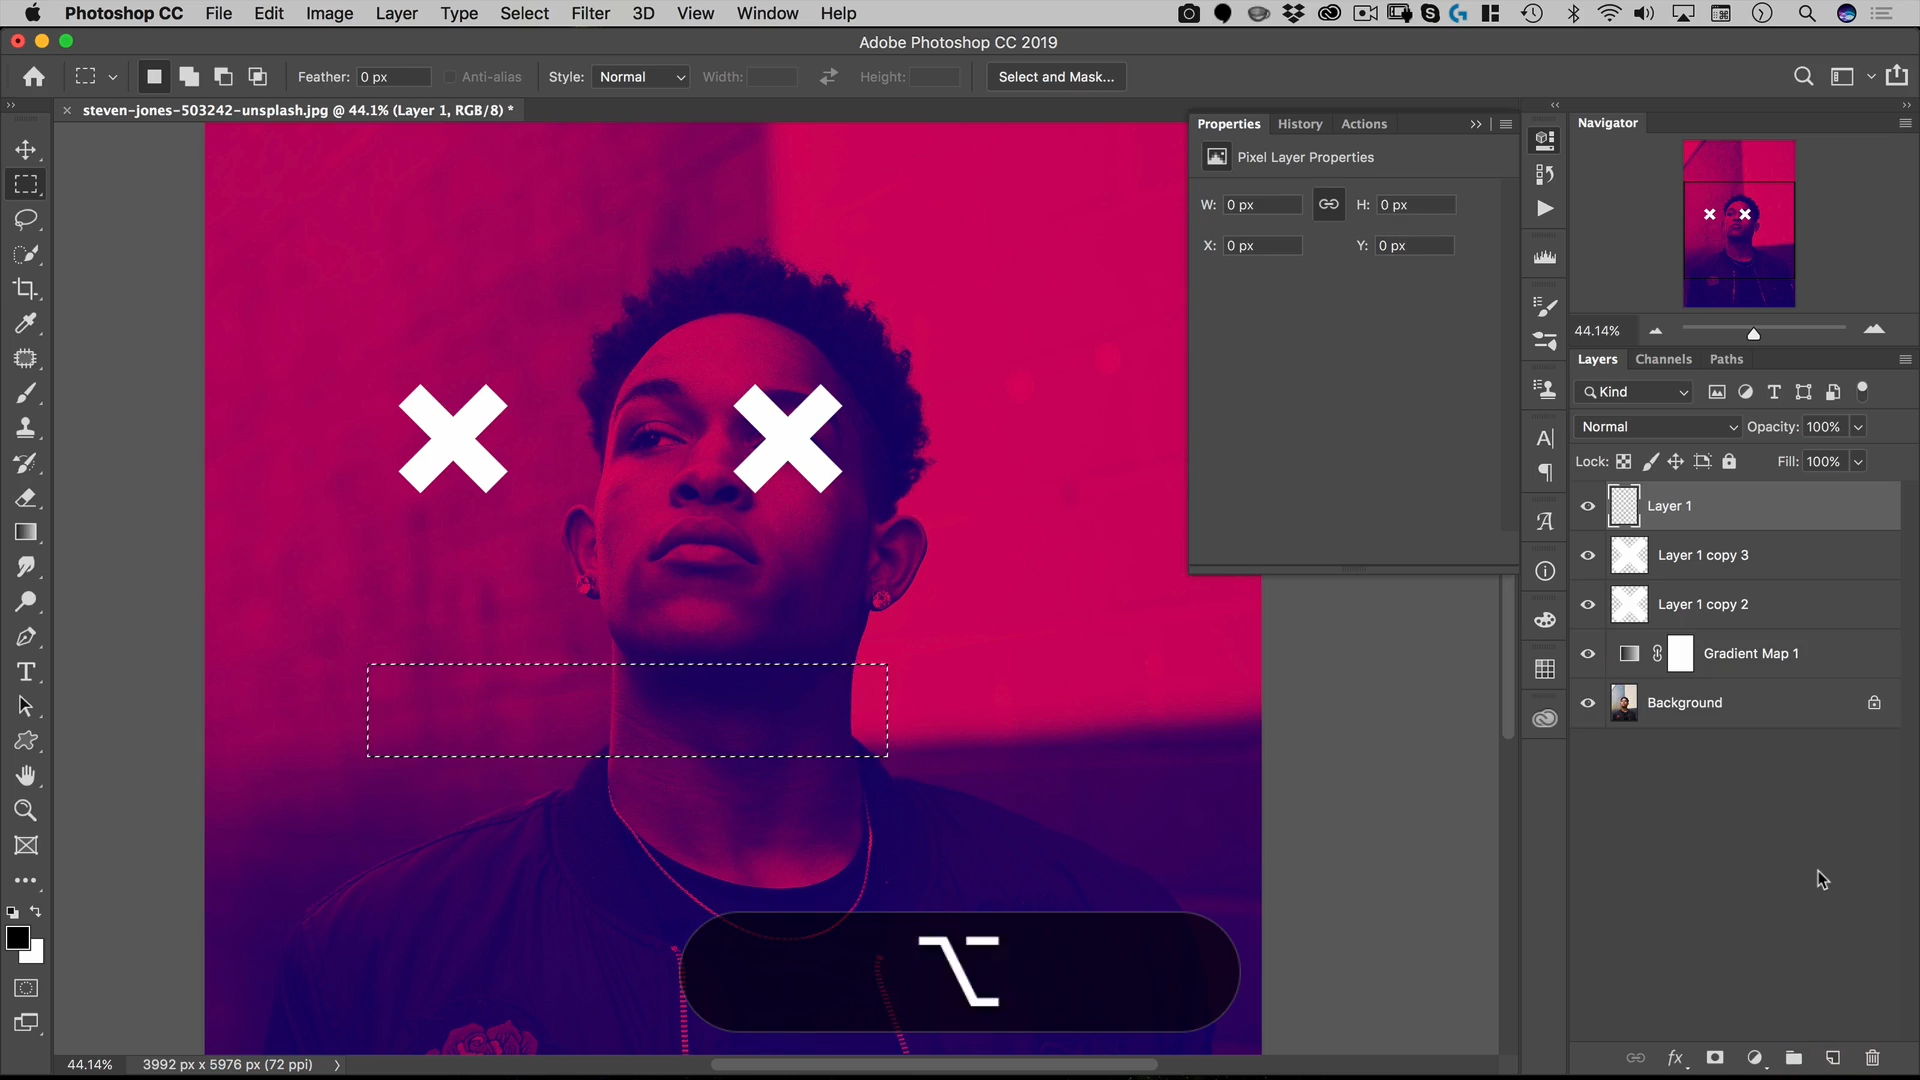 Photoshop CC File Edit Image Layer Type Select Filter 3D View Window Help
Adobe Photoshop CC 2019
Feather: 0 px Anti-alias Style: Normal Width: Height: Select and Mask...
steven-jones-503242-unsplash.jpg @ 44.1% (Layer 1, RGB/8) *
Properties History Actions
Pixel Layer Properties
W: 0 px H: 0 px
X: 0 px Y: 0 px
Navigator
44.14%
Layers Channels Paths
Kind
Normal Opacity: 100%
Lock: Fill: 100%
Layer 1
Layer 1 copy 3
Layer 1 copy 2
Gradient Map 1
Background
44.14% 3992 px x 5976 px (72 ppi)